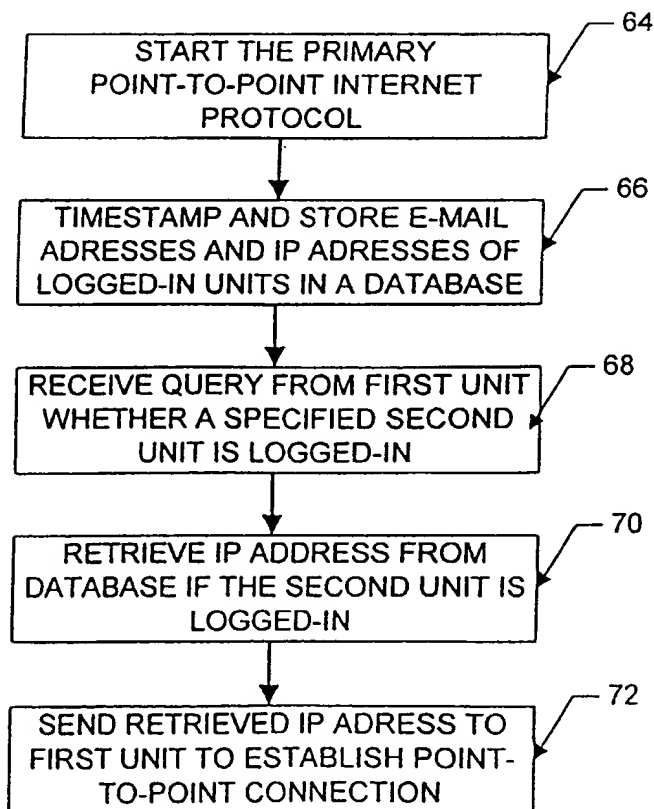 64
START THE PRIMARY
POINT-TO-POINT INTERNET
PROTOCOL
66
TIMESTAMP AND STORE E-MAIL
ADRESSES AND IP ADRESSES OF
LOGGED-IN UNITS IN A DATABASE
68
RECEIVE QUERY FROM FIRST UNIT
WHETHER A SPECIFIED SECOND
UNIT IS LOGGED-IN
70
RETRIEVE IP ADDRESS FROM
DATABASE IF THE SECOND UNIT IS
LOGGED-IN
72
SEND RETRIEVED IP ADRESS TO
FIRST UNIT TO ESTABLISH POINT-
TO-POINT CONNECTION